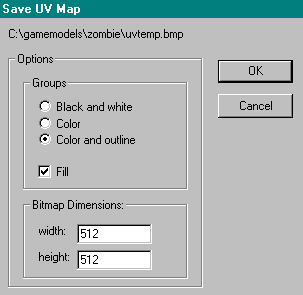 Save UV Map
C:\gamemodels\zombie\uvtemp.bmp
Options
OK
Groups
Black and white
Cancel
Color
Color and outline
Fill
Bitmap Dimensions:
width: 512
height: 512